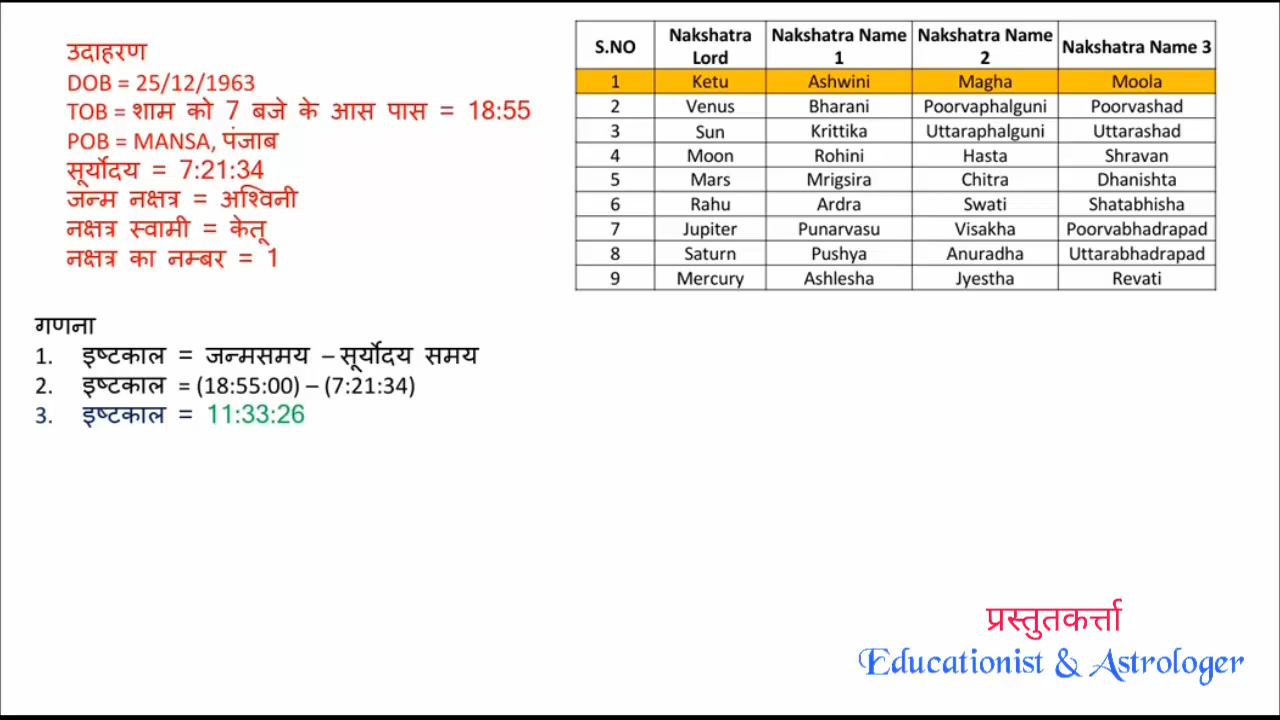 उदाहरण
DOB = 25/12/1963
TOB = शाम को 7 बजे के आस पास = 18:55
POB = MANSA, पंजाब
सूर्योदय = 7:21:34
जन्म नक्षत्र = अश्विनी
नक्षत्र स्वामी = केतू
नक्षत्र का नम्बर = 1
S.NO Nakshatra Lord Nakshatra Name 1 Nakshatra Name 2 Nakshatra Name 3
1 Ketu Ashwini Magha Moola
2 Venus Bharani Poorvaphalguni Poorvashad
3 Sun Krittika Uttaraphalguni Uttarashad
4 Moon Rohini Hasta Shravan
5 Mars Mrigsira Chitra Dhanishta
6 Rahu Ardra Swati Shatabhisha
7 Jupiter Punarvasu Visakha Poorvabhadrapad
8 Saturn Pushya Anuradha Uttarabhadrapad
9 Mercury Ashlesha Jyestha Revati
गणना
1. इष्टकाल = जन्मसमय – सूर्योदय समय
2. इष्टकाल = (18:55:00) – (7:21:34)
3. इष्टकाल = 11:33:26
प्रस्तुतकर्त्ता
Educationist & Astrologer